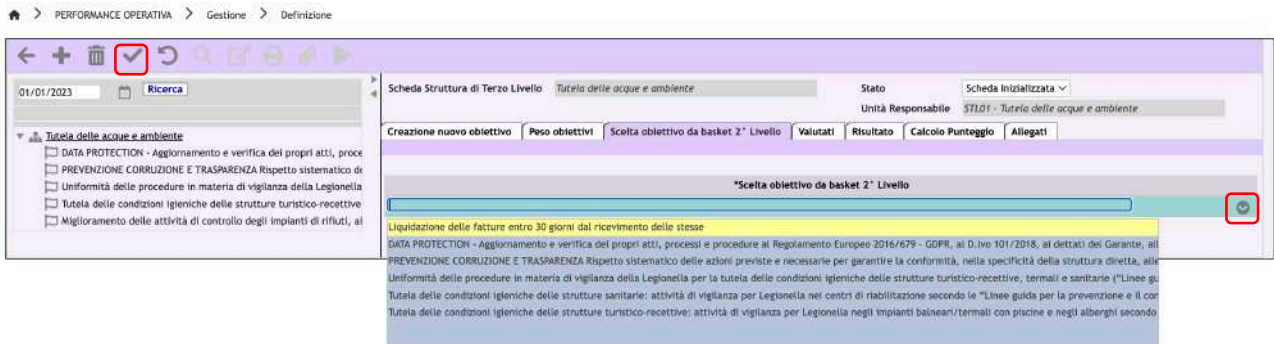 PERFORMANCE OPERATIVA > Gestione > Definizione
01/01/2023 Ricerca
Tutela delle acque e ambiente
DATA PROTECTION - Aggiornamento e verifica dei propri atti, proce
PREVENZIONE CORRUZIONE E TRASPARENZA Rispetto sistematico de
Uniformità delle procedure in materia di vigilanza della Legionella
Tutela delle condizioni igieniche delle strutture turistico-recettive
Miglioramento delle attività di controllo degli impianti di rifiuti, ai
Scheda Struttura di Terzo Livello Tutela delle acque e ambiente
Stato Scheda Inizializzata
Unità Responsabile STL01 - Tutela delle acque e ambiente
Creazione nuovo obiettivo Peso obiettivi Scelta obiettivo da basket 2° Livello Valutati Risultato Calcolo Punteggio Allegati
*Scelta obiettivo da basket 2° Livello
Liquidazione delle fatture entro 30 giorni dal ricevimento delle stesse
DATA PROTECTION - Aggiornamento e verifica dei propri atti, processi e procedure al Regolamento Europeo 2016/679 - GDPR, al D.lvo 101/2018, ai dettati del Garante, all
PREVENZIONE CORRUZIONE E TRASPARENZA Rispetto sistematico delle azioni previste e necessarie per garantire la conformità, nella specificità della struttura diretta, alle
Uniformità delle procedure in materia di vigilanza della Legionella per la tutela delle condizioni igieniche delle strutture turistico-recettive, termali e sanitarie ("Linee gu
Tutela delle condizioni igieniche delle strutture sanitarie: attività di vigilanza per Legionella nei centri di riabilitazione secondo le "Linee guida per la prevenzione e il con
Tutela delle condizioni igieniche delle strutture turistico-recettive: attività di vigilanza per Legionella negli impianti balneari/termali con piscine e negli alberghi secondo